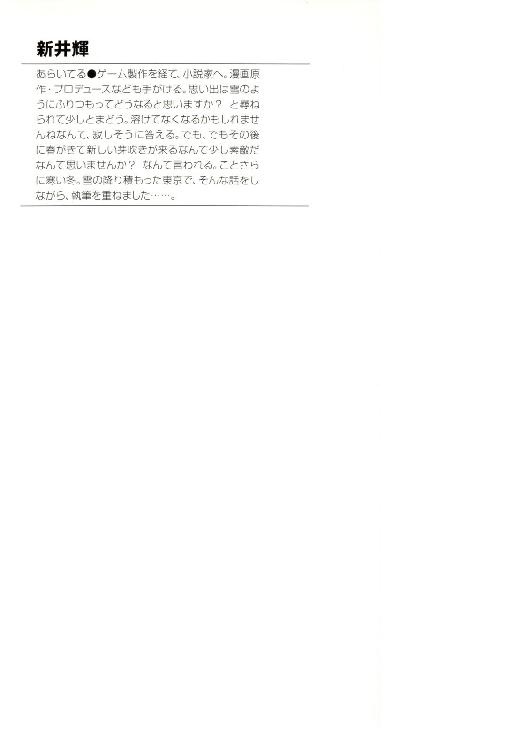 新井輝
あらいてる●ゲーム製作を経て、小説家へ。漫画原
作・プロデュースなども手がける。思い出は雪のよ
うにふりつもってどうなると思いますか？ と尋ね
られて少しとまどう。溶けてなくなるかもしれませ
んねなんて、寂しそうに答える。でも、でもその後
に春がきて新しい芽吹きが来るなんて少し素敵だ
なんて思いませんか？ なんて言われる。ことさら
に寒い冬。雪の降り積もった東京で、そんな話をし
ながら、執筆を重ねました……。